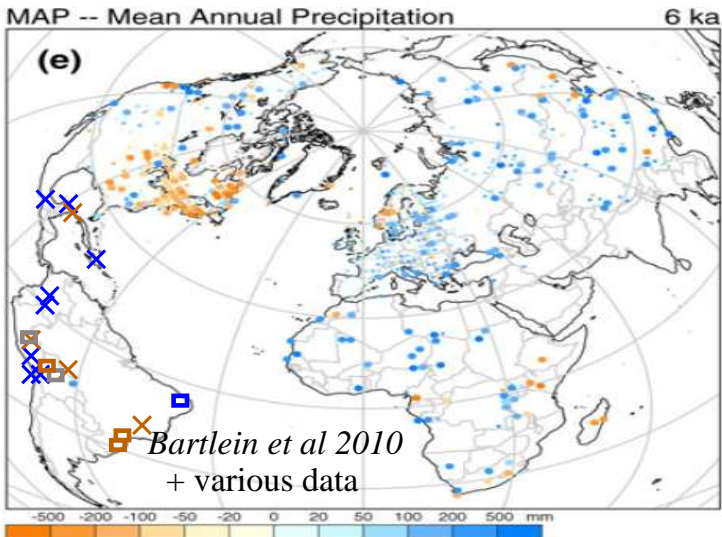 MAP -- Mean Annual Precipitation 6 ka
(e)
Bartlein et al 2010
+ various data
-500 -200 -100 -50 -20 0 20 50 100 200 500 mm